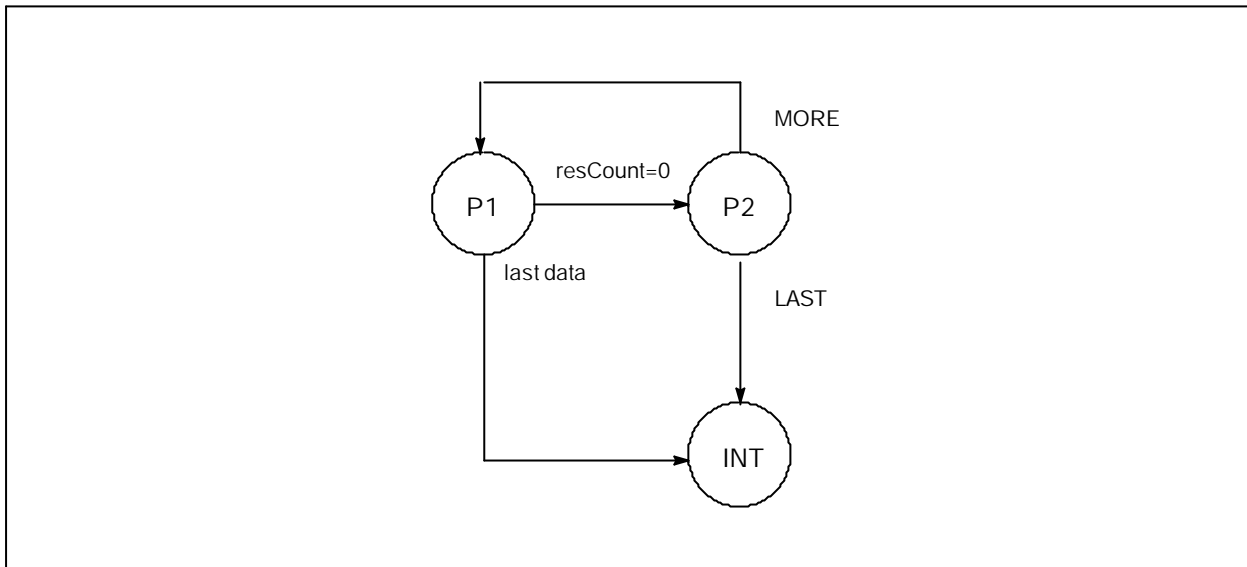 MORE
resCount=0
P1
P2
last data
LAST
INT